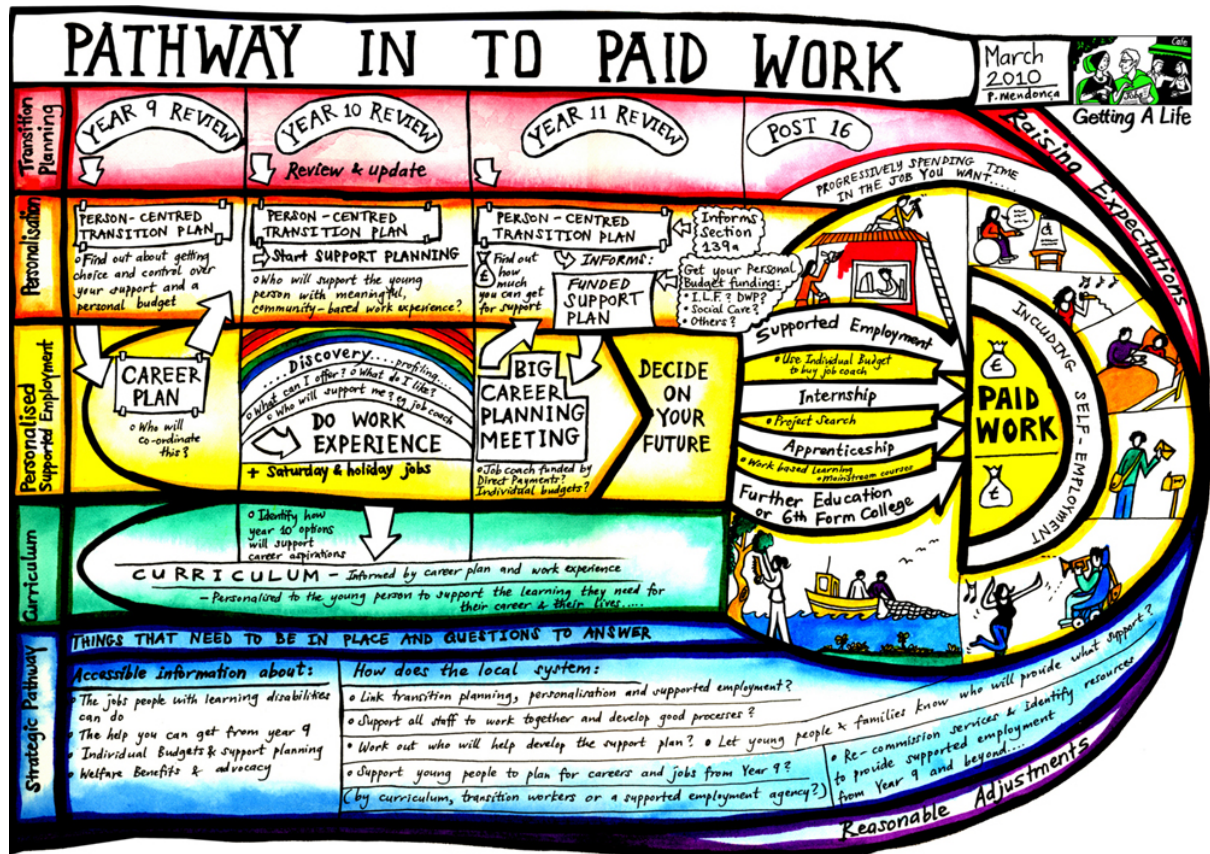 PATHWAY IN TO PAID WORK
March
2010
P. Mendonça
Cafe
Getting A Life
Transition
Planning
YEAR 9 REVIEW
YEAR 10 REVIEW
Review & update
YEAR 11 REVIEW
POST 16
PROGRESSIVELY SPENDING TIME
IN THE JOB YOU WANT.....
Raising Expectations
Personalisation
PERSON-CENTRED
TRANSITION PLAN
Find out about getting
choice and control over
your support and a
personal budget
PERSON-CENTRED
TRANSITION PLAN
Start SUPPORT PLANNING
Who will support the young
person with meaningful,
community-based work experience?
PERSON-CENTRED
TRANSITION PLAN
£
Find out
how
much
you can get
for support
INFORMS:
FUNDED
SUPPORT
PLAN
Informs
Section
139a
Get your Personal
Budget funding:
• I.L.F.? DWP?
• Social Care?
• Others?
Personalised
Supported Employment
CAREER
PLAN
• Who will
co-ordinate
this?
....Discovery....profiling...
• What can I offer? • What do I like?
• Who will support me? eg job coach
DO WORK
EXPERIENCE
+ Saturday & holiday jobs
BIG
CAREER
PLANNING
MEETING
• Job coach funded by
Direct Payments?
Individual budgets?
DECIDE
ON
YOUR
FUTURE
Supported Employment
• Use Individual Budget
to buy job coach
Internship
• Project Search
Apprenticeship
• Work based learning
• Mainstream courses
Further Education
or 6th Form College
£
PAID
WORK
£
INCLUDING SELF-EMPLOYMENT
Curriculum
• Identify how
year 10 options
will support
career aspirations
CURRICULUM - Informed by career plan and work experience
- Personalised to the young person to support the learning they need for
their career & their lives.....
Strategic Pathway
THINGS THAT NEED TO BE IN PLACE AND QUESTIONS TO ANSWER
Accessible information about:
• The jobs people with learning disabilities
can do
• The help you can get from year 9
• Individual Budgets & support planning
• Welfare Benefits & advocacy
How does the local system:
• Link transition planning, personalisation and supported employment?
• Support all staff to work together and develop good processes?
• Work out who will help develop the support plan? • Let young people & families know who will provide what support?
• Support young people to plan for careers and jobs from Year 9?
(by curriculum, transition workers or a supported employment agency?)
• Re-commission services & Identify resources
to provide supported employment
from Year 9 and beyond....
Reasonable Adjustments